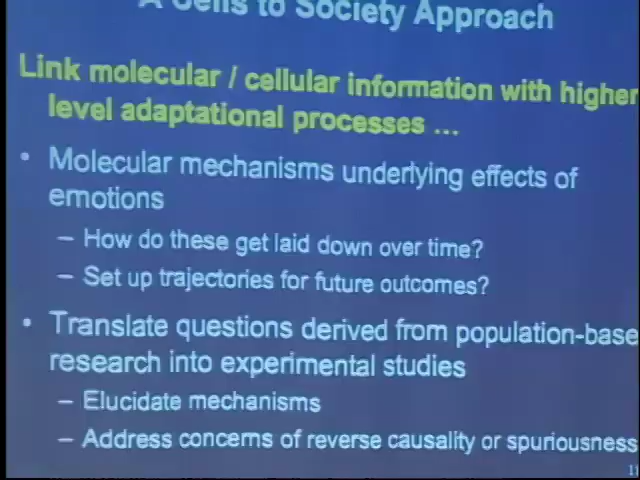 A Cells to Society Approach
Link molecular / cellular information with higher
level adaptational processes ...
• Molecular mechanisms underlying effects of
emotions
– How do these get laid down over time?
– Set up trajectories for future outcomes?
• Translate questions derived from population-base
research into experimental studies
– Elucidate mechanisms
– Address concerns of reverse causality or spuriousness
11